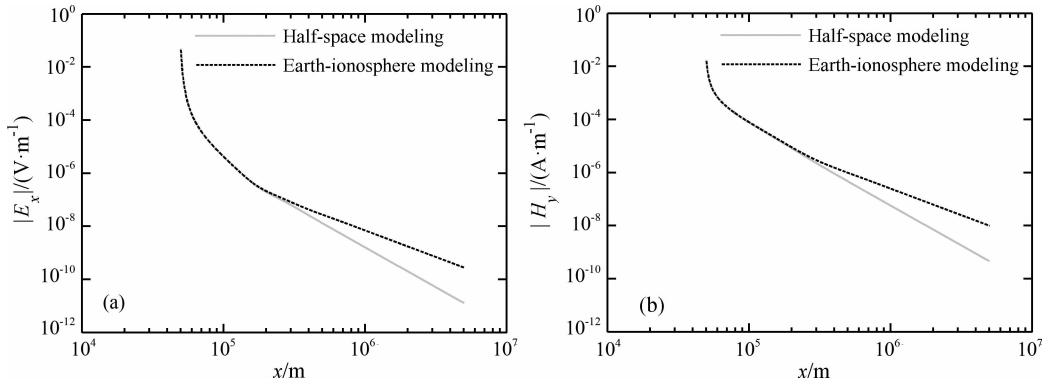 10^0
Half-space modeling
Earth-ionosphere modeling
10^-2
10^-4
10^-6
10^-8
10^-10
10^-12
|E_x|/(V·m^-1)
(a)
10^4
10^5
10^6
10^7
x/m
10^0
Half-space modeling
Earth-ionosphere modeling
10^-2
10^-4
10^-6
10^-8
10^-10
10^-12
|H_y|/(A·m^-1)
(b)
10^4
10^5
10^6
10^7
x/m